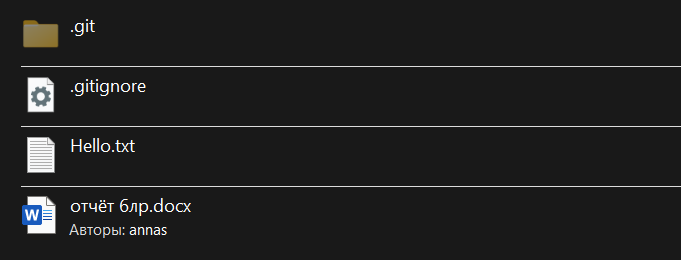 .git
.gitignore
Hello.txt
W
отчёт 6лр.docx
Авторы: annas